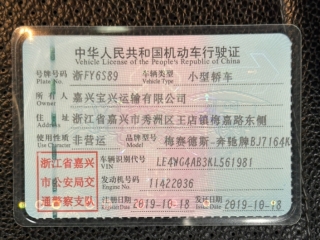 中华人民共和国机动车行驶证
Vehicle License of the People's Republic of China
号牌号码 浙FY6S89 车辆类型 小型轿车
Plate No. Vehicle Type
所有人 嘉兴宝兴运输有限公司
Owner
住址 浙江省嘉兴市秀洲区王店镇梅嘉路东侧
Address
使用性质 非营运 品牌型号 梅赛德斯-奔驰牌BJ7164
Use Character Model
浙江省嘉兴
市公安局交
通警察支队
车辆识别代号 LE4WG4AB3KL561981
VIN
发动机号码 11422036
Engine No.
注册日期 2019-10-18 发证日期 2019-10-18
Register Date Issue Date